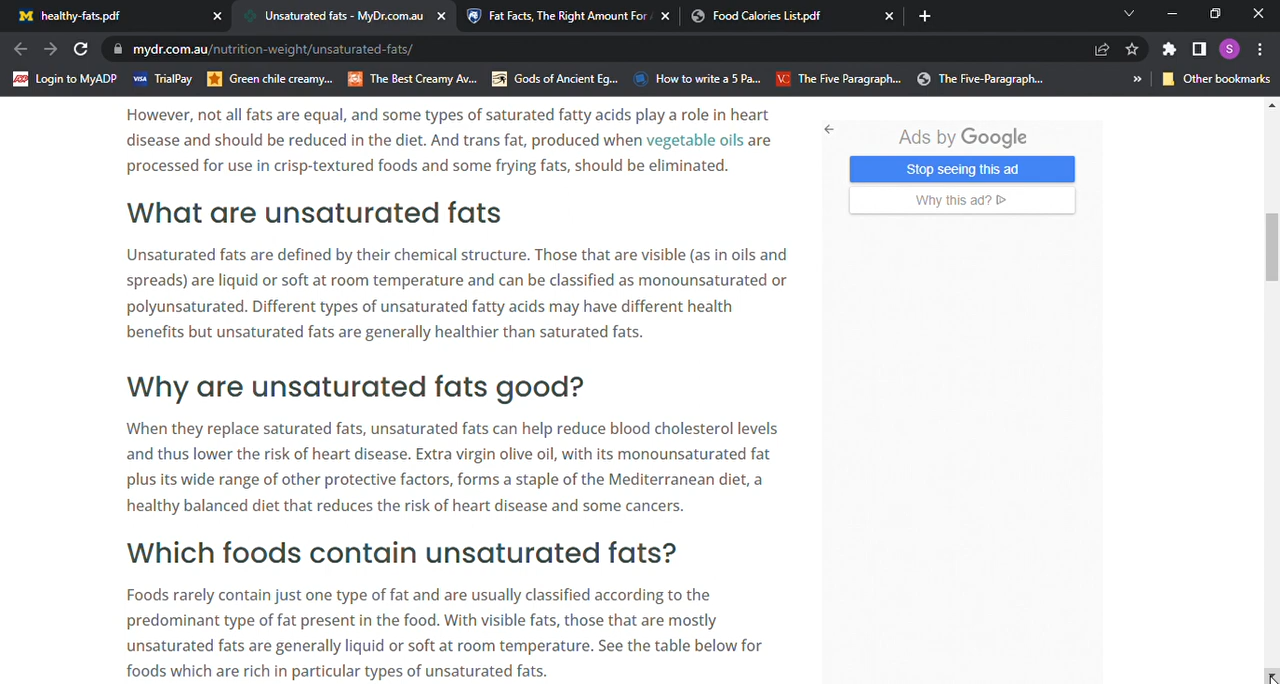 healthy-fats.pdf
Unsaturated fats - MyDr.com.au
Fat Facts, The Right Amount For
Food Calories List.pdf
mydr.com.au/nutrition-weight/unsaturated-fats/
S
Login to MyADP
VISA TrialPay
Green chile creamy...
The Best Creamy Av...
Gods of Ancient Eg...
How to write a 5 Pa...
VC The Five Paragraph...
The Five-Paragraph...
»
Other bookmarks
However, not all fats are equal, and some types of saturated fatty acids play a role in heart
disease and should be reduced in the diet. And trans fat, produced when vegetable oils are
processed for use in crisp-textured foods and some frying fats, should be eliminated.
What are unsaturated fats
Unsaturated fats are defined by their chemical structure. Those that are visible (as in oils and
spreads) are liquid or soft at room temperature and can be classified as monounsaturated or
polyunsaturated. Different types of unsaturated fatty acids may have different health
benefits but unsaturated fats are generally healthier than saturated fats.
Why are unsaturated fats good?
When they replace saturated fats, unsaturated fats can help reduce blood cholesterol levels
and thus lower the risk of heart disease. Extra virgin olive oil, with its monounsaturated fat
plus its wide range of other protective factors, forms a staple of the Mediterranean diet, a
healthy balanced diet that reduces the risk of heart disease and some cancers.
Which foods contain unsaturated fats?
Foods rarely contain just one type of fat and are usually classified according to the
predominant type of fat present in the food. With visible fats, those that are mostly
unsaturated fats are generally liquid or soft at room temperature. See the table below for
foods which are rich in particular types of unsaturated fats.
Ads by Google
Stop seeing this ad
Why this ad?